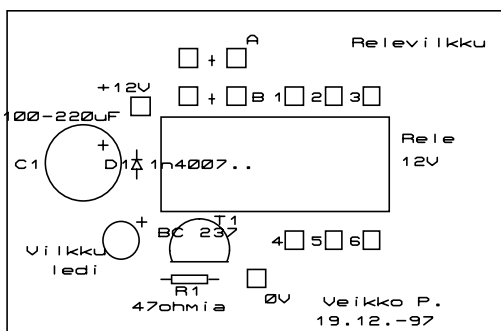 A
Relevilkku
+
+12V
+ B 1 2 3
100-220uF
+
Rele
C1 D1 1n4007..
12V
T1
+
BC 237
Vilkku
ledi
4 5 6
R1
0V
Veikko P.
47ohmia
19.12.-97